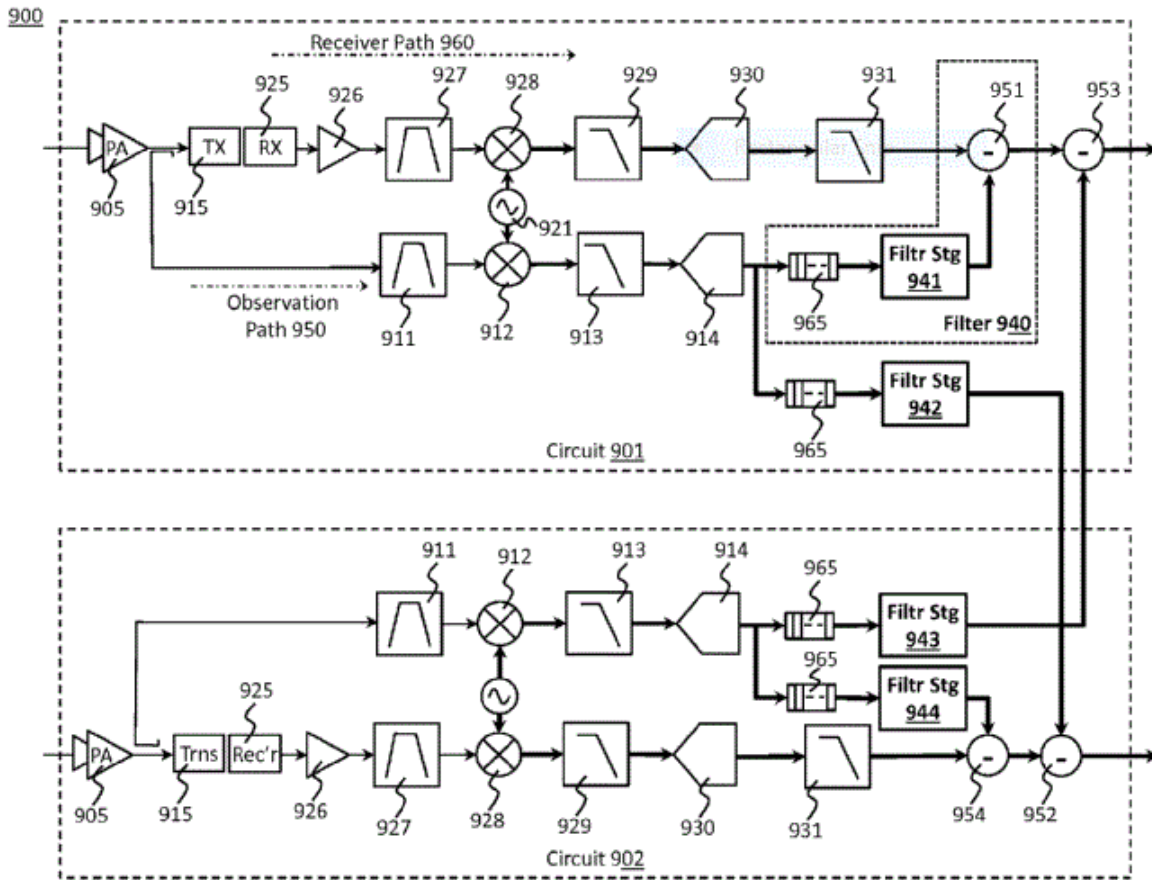 900
Receiver Path 960
925
926
927
928
929
930
931
951
953
PA
TX
RX
905
915
921
Observation
Path 950
911
912
913
914
965
Filtr Stg
941
Filter 940
965
Filtr Stg
942
Circuit 901
911
912
913
914
965
Filtr Stg
943
965
Filtr Stg
944
925
PA
Trns
Rec'r
905
915
926
927
928
929
930
931
954
952
Circuit 902